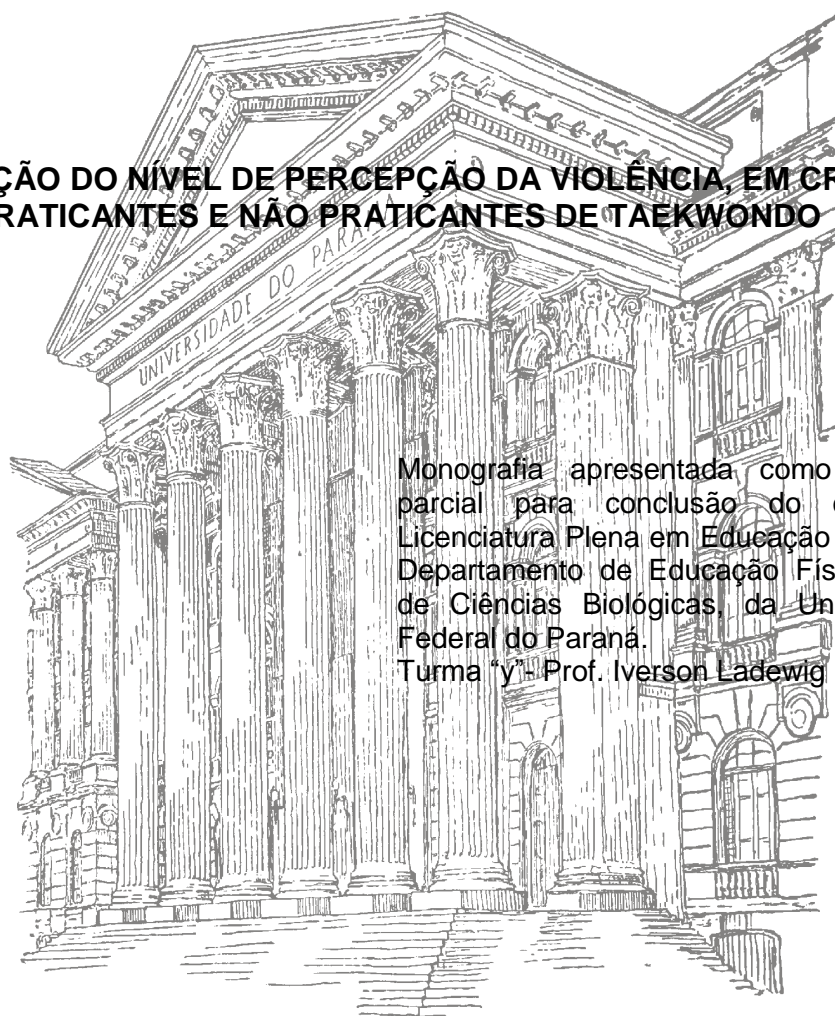 ÇÃO DO NÍVEL DE PERCEPÇÃO DA VIOLÊNCIA, EM CR
RATICANTES E NÃO PRATICANTES DE TAEKWONDO
UNIVERSIDADE DO PARANÁ
Monografia apresentada como
parcial para conclusão do
Licenciatura Plena em Educação
Departamento de Educação Fís
de Ciências Biológicas, da Un
Federal do Paraná.
Turma “y”- Prof. Iverson Ladewig